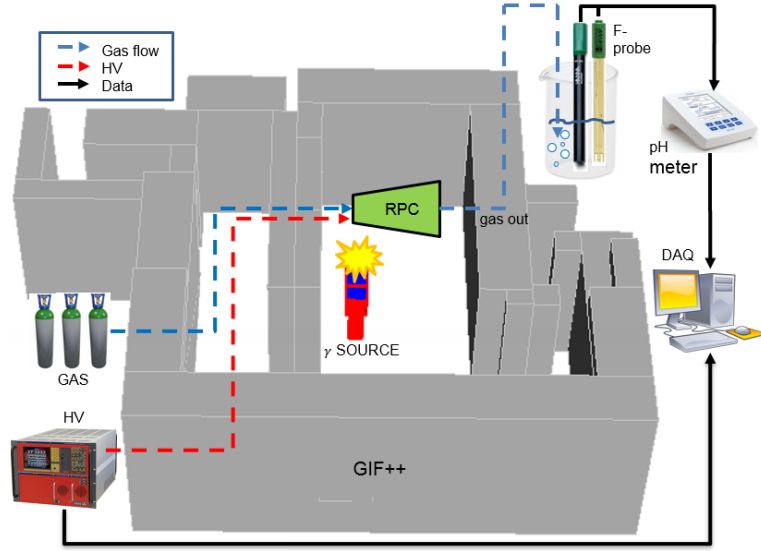 Gas flow
HV
Data
F-
probe
pH
meter
RPC
gas out
DAQ
γ SOURCE
GAS
HV
GIF++